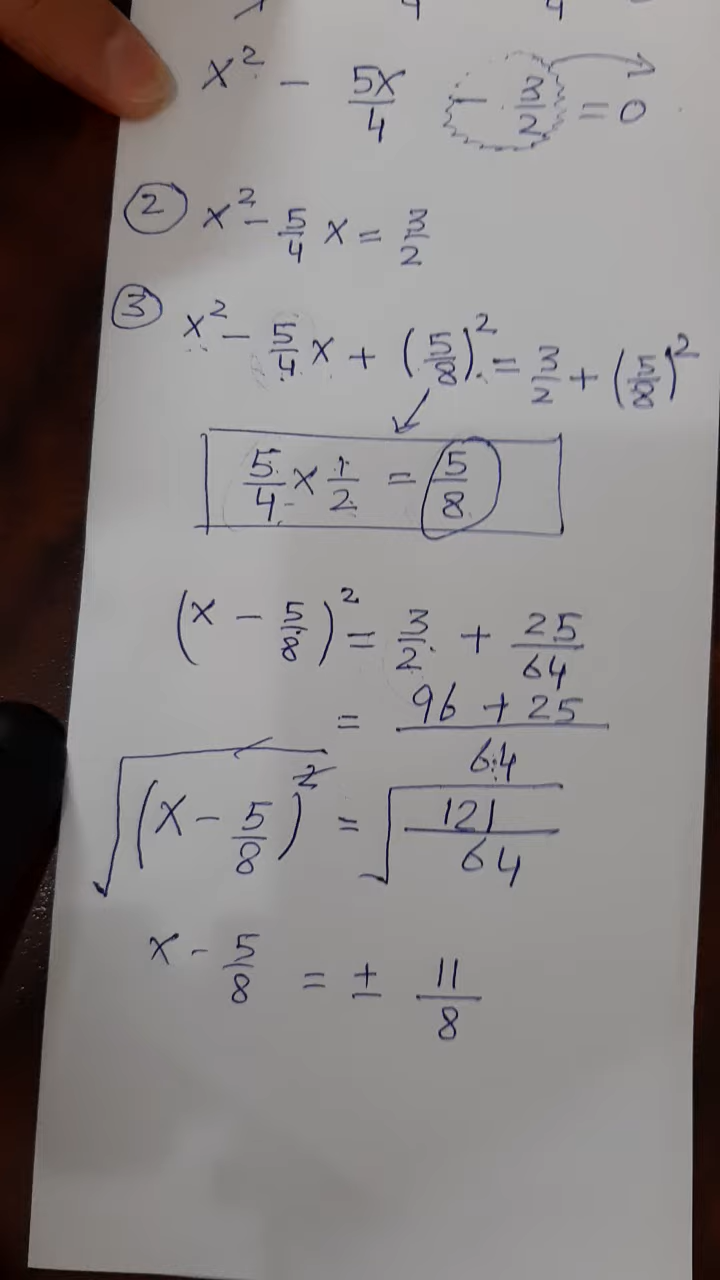 4 4
x² - 5x/4 - 3/2 = 0
② x² - 5/4 x = 3/2
③ x² - 5/4 x + (5/8)² = 3/2 + (5/8)²
5/4 × 1/2 = 5/8
(x - 5/8)² = 3/2 + 25/64
= (96 + 25)/64
√(x - 5/8)² = √(121/64)
x - 5/8 = ± 11/8